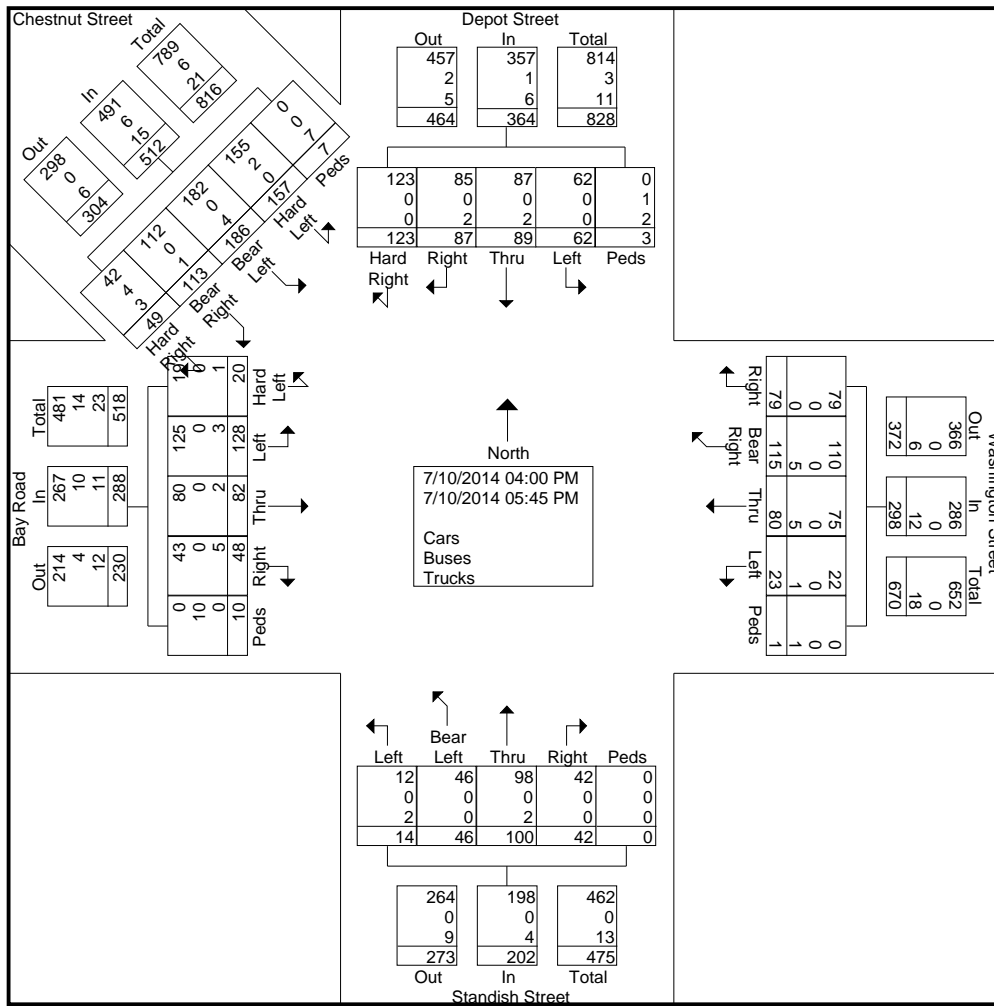 Chestnut Street
Out
298
0
6
304
In
491
6
15
512
Total
789
6
21
816
42
4
3
49
Hard
Right
112
0
1
113
Bear
Right
182
0
4
186
Bear
Left
155
2
0
157
Hard
Left
0
0
7
7
Peds
Depot Street
Out In Total
457 357 814
2 1 3
5 6 11
464 364 828
123 85 87 62 0
0 0 0 0 1
0 2 2 0 2
123 87 89 62 3
Hard Right Thru Left Peds
Right
Bay Road
Total
481
14
23
518
In
267
10
11
288
Out
214
4
12
230
19
0
1
20
Hard
Left
125
0
3
128
Left
80
0
2
82
Thru
43
0
5
48
Right
0
10
0
10
Peds
North
7/10/2014 04:00 PM
7/10/2014 05:45 PM
Cars
Buses
Trucks
Washington Street
Out
366
0
6
372
In
286
0
12
298
Total
652
0
18
670
Right
79
0
0
79
Bear
Right
110
0
5
115
Thru
75
0
5
80
Left
22
0
1
23
Peds
0
0
1
1
Bear
Left Left Thru Right Peds
12 46 98 42 0
0 0 0 0 0
2 0 2 0 0
14 46 100 42 0
264 198 462
0 0 0
9 4 13
273 202 475
Out In Total
Standish Street